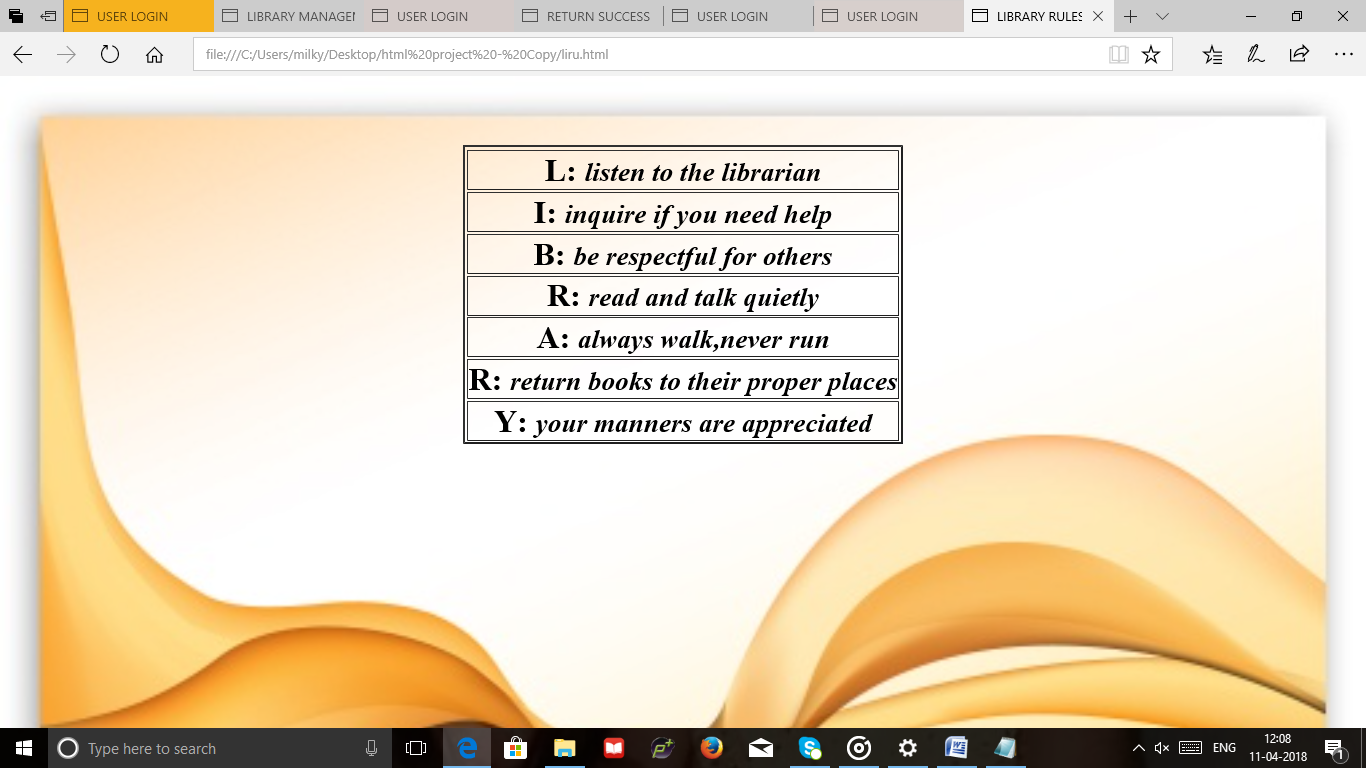 USER LOGIN
LIBRARY MANAGEM
USER LOGIN
RETURN SUCCESS
USER LOGIN
USER LOGIN
LIBRARY RULES
file:///C:/Users/milky/Desktop/html%20project%20-%20Copy/liru.html
L: listen to the librarian
I: inquire if you need help
B: be respectful for others
R: read and talk quietly
A: always walk,never run
R: return books to their proper places
Y: your manners are appreciated
Type here to search
ENG
12:08
11-04-2018
1